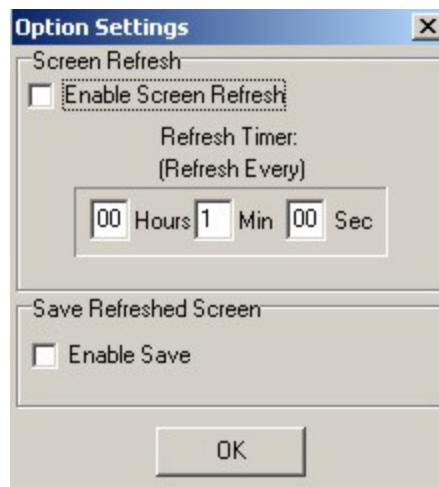 Option Settings
Screen Refresh
Enable Screen Refresh
Refresh Timer:
(Refresh Every)
00 Hours 1 Min 00 Sec
Save Refreshed Screen
Enable Save
OK